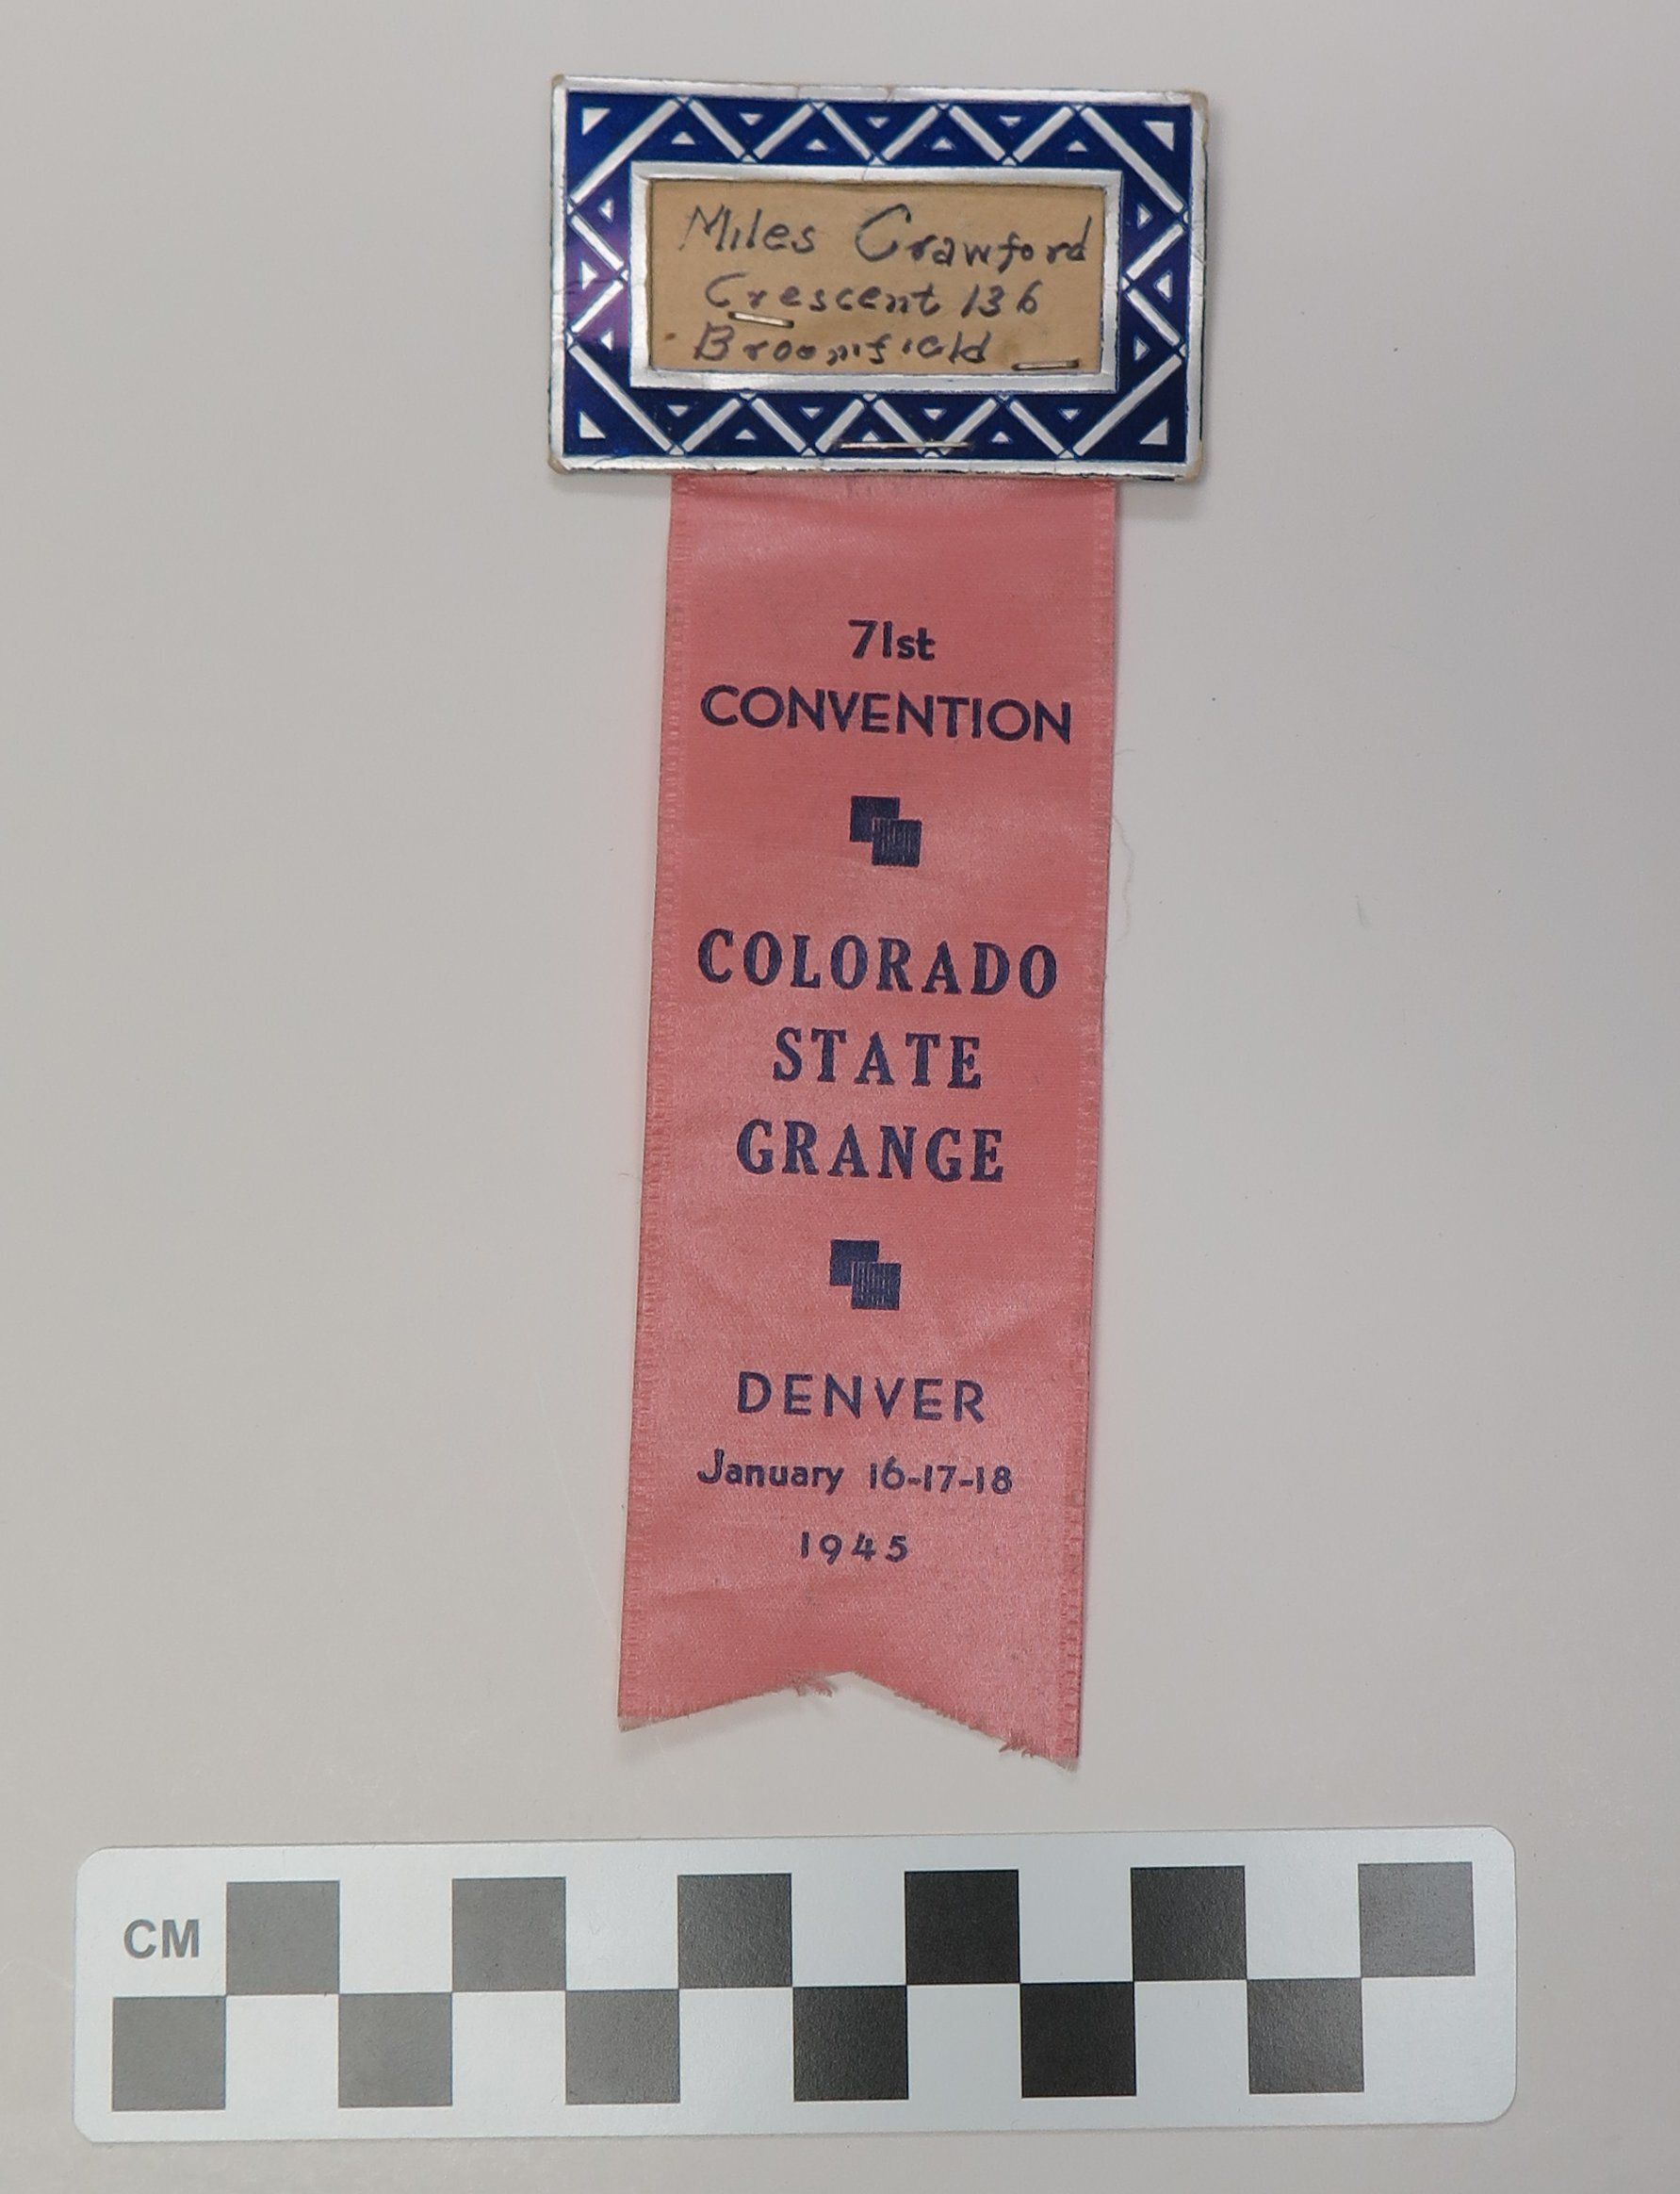 Miles Crawford
Crescent 136
Broomfield
71st
CONVENTION
COLORADO
STATE
GRANGE
DENVER
January 16-17-18
1945
CM